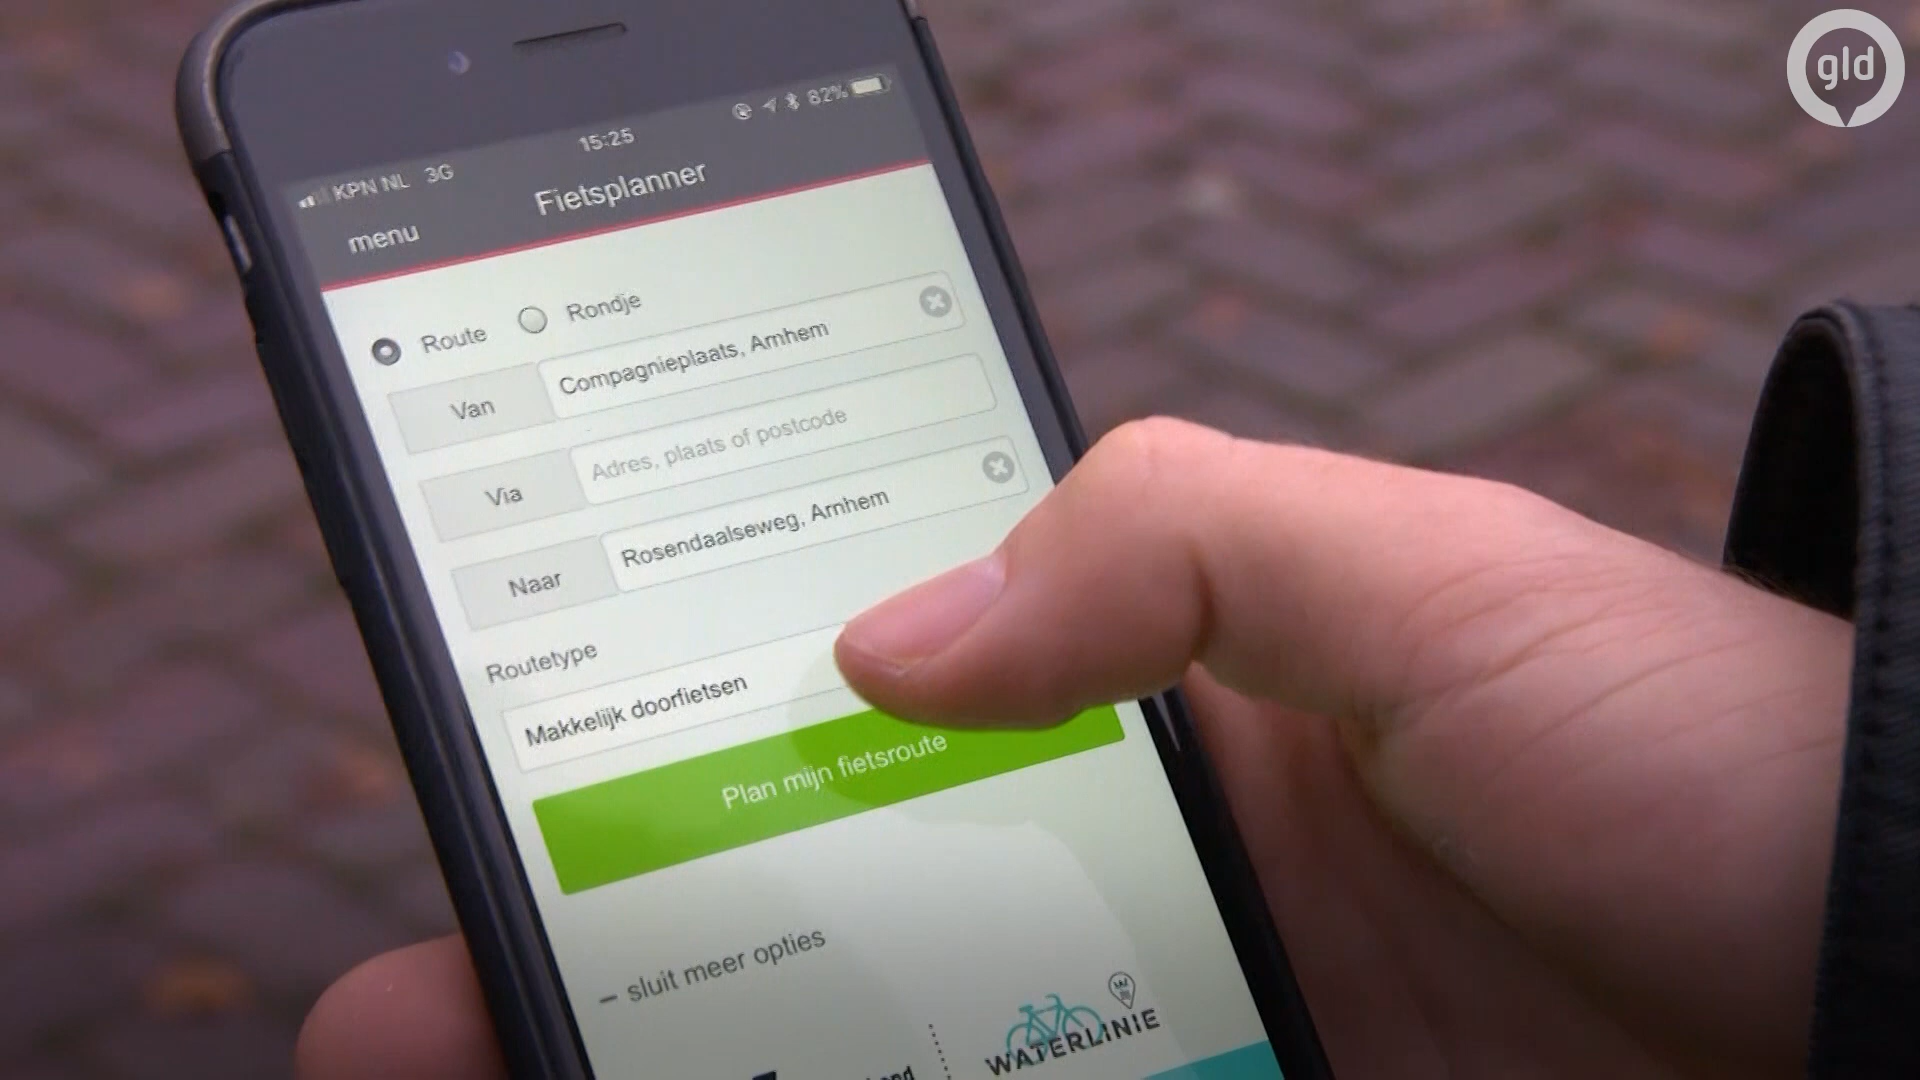 gld
KPN NL 3G 15:25 82%
menu Fietsplanner
Route Rondje
Van Compagnieplaats, Arnhem
Via Adres, plaats of postcode
Naar Rosendaalseweg, Arnhem
Routetype
Makkelijk doorfietsen
Plan mijn fietsroute
– sluit meer opties
WATERLINIE